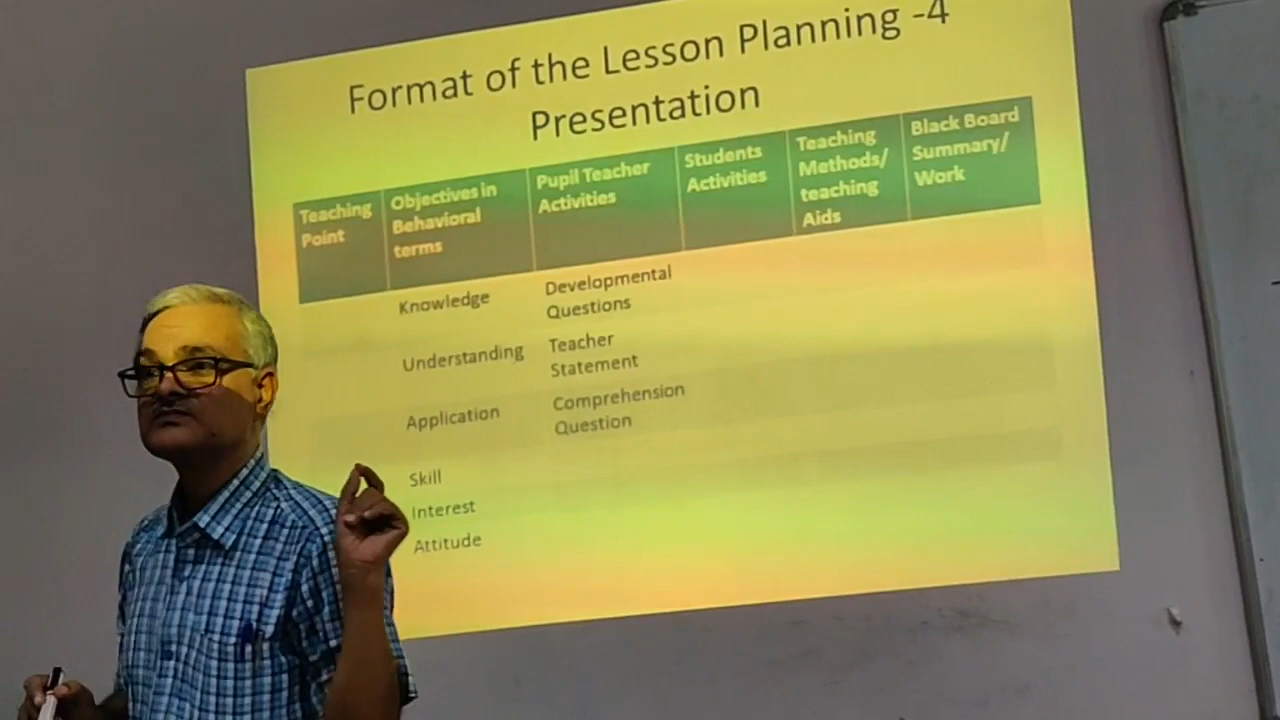 Format of the Lesson Planning -4
Presentation
Teaching
Point
Objectives in
Behavioral
terms
Pupil Teacher
Activities
Students
Activities
Teaching
Methods/
teaching
Aids
Black Board
Summary/
Work
Knowledge
Developmental
Questions
Understanding
Teacher
Statement
Application
Comprehension
Question
Skill
Interest
Attitude